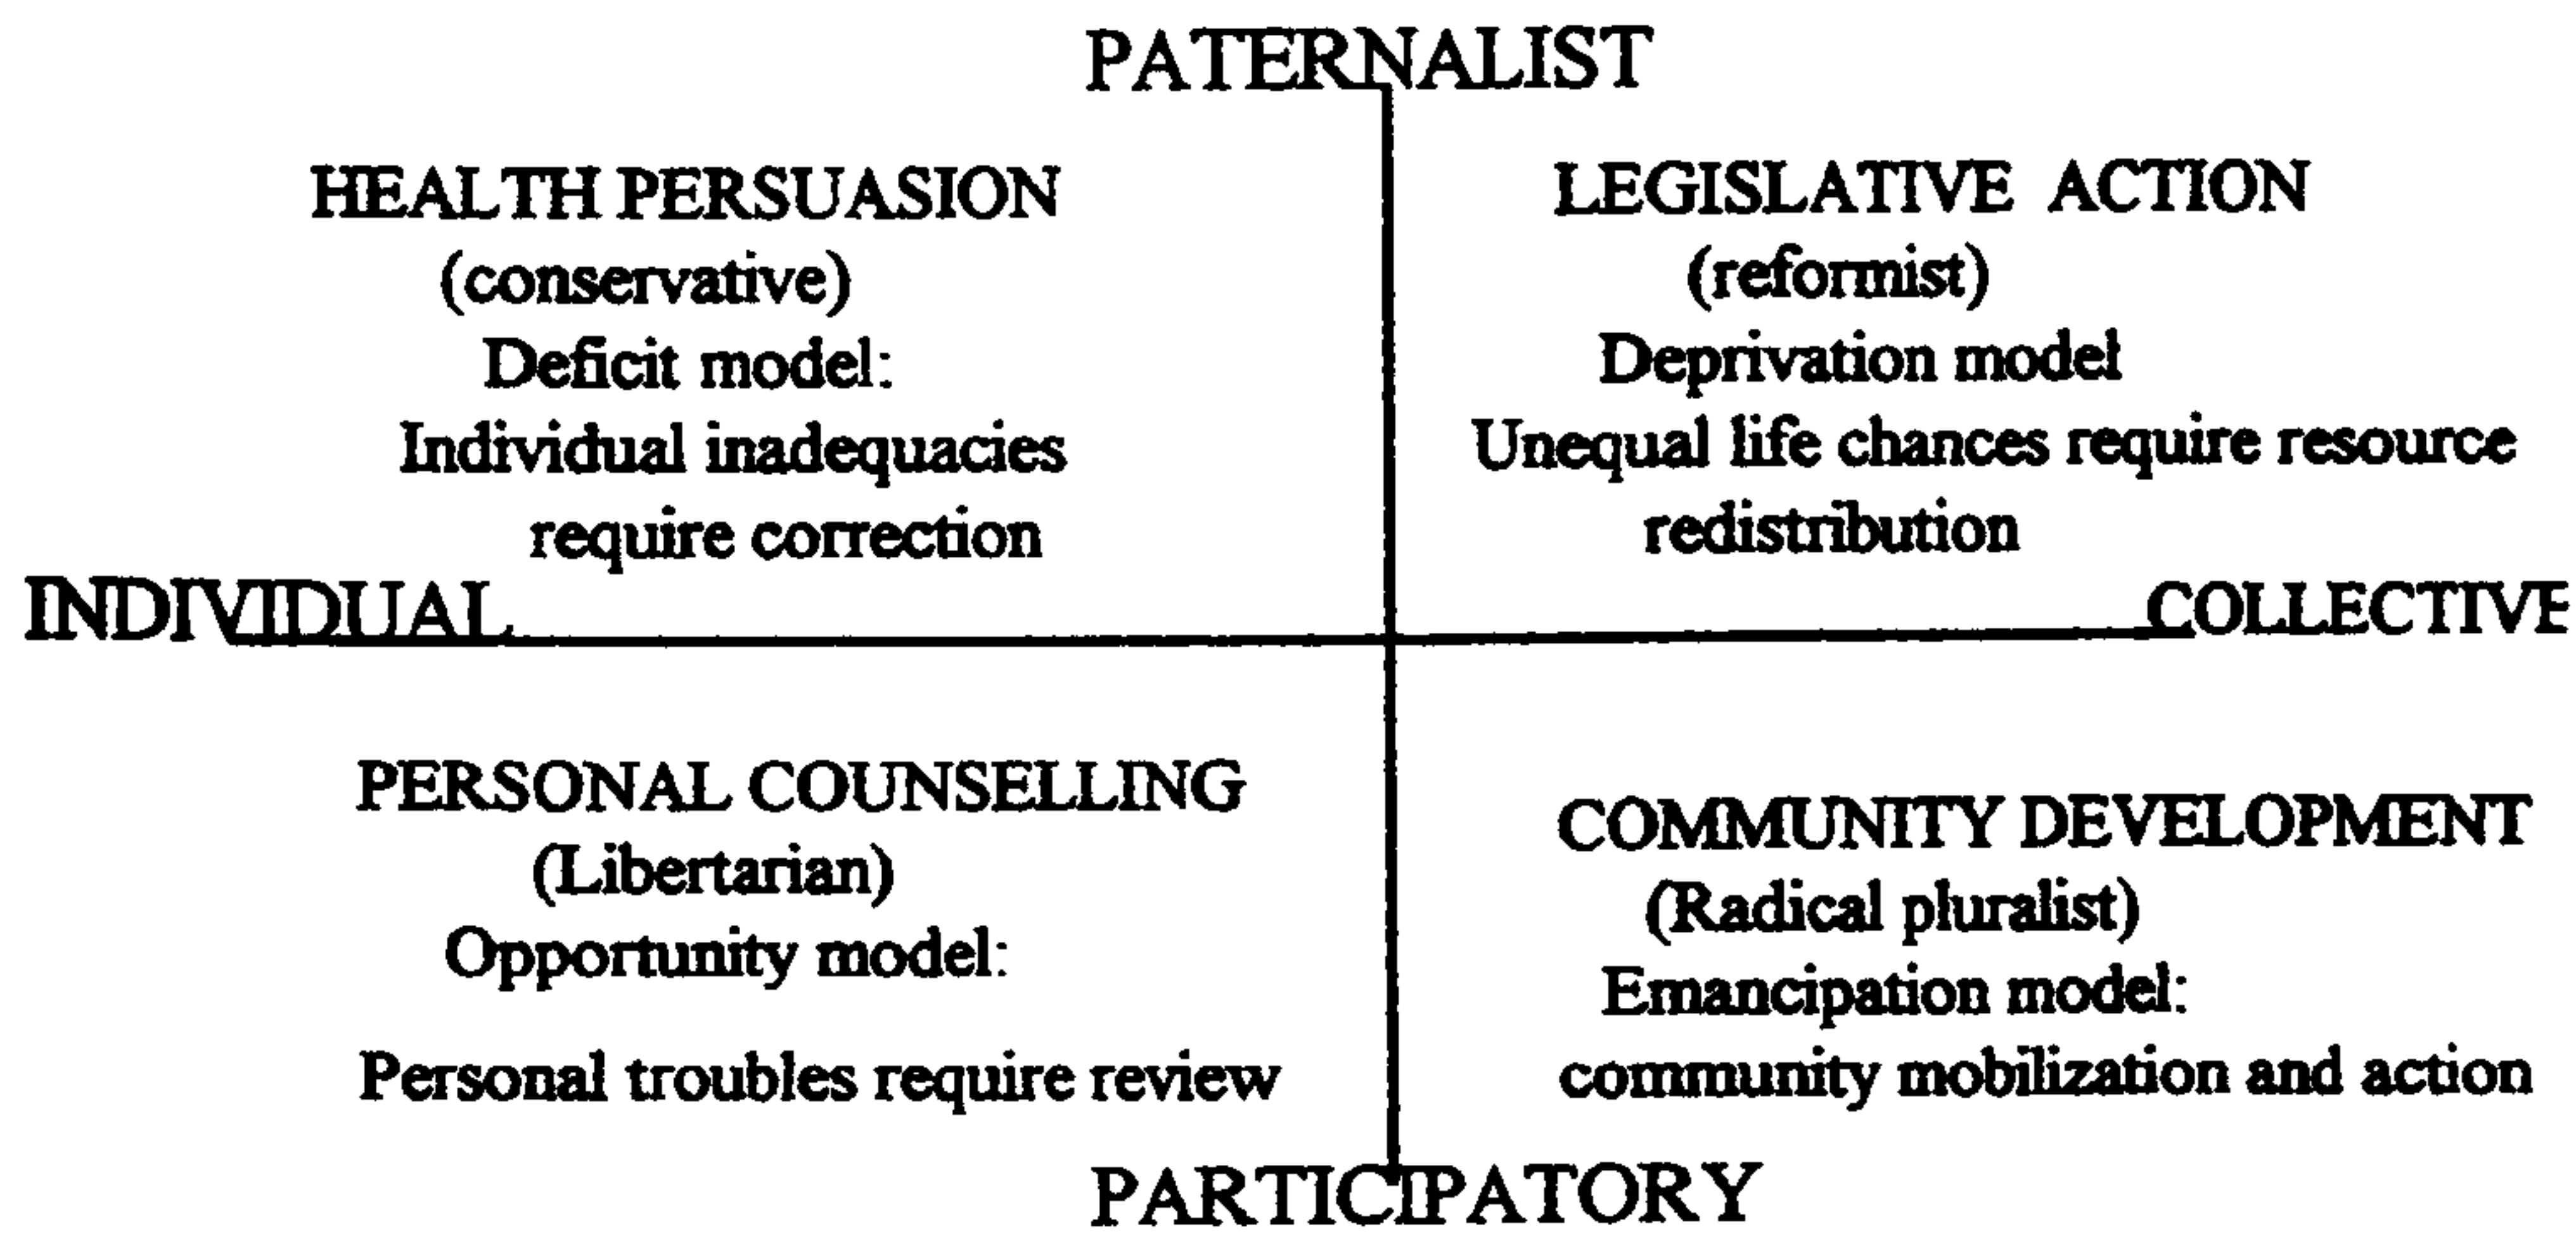 PATERNALIST
HEALTH PERSUASION
(conservative)
Deficit model:
Individual inadequacies
require correction
LEGISLATIVE ACTION
(reformist)
Deprivation model
Unequal life chances require resource
redistribution
INDIVIDUAL
COLLECTIVE
PERSONAL COUNSELLING
(Libertarian)
Opportunity model:
Personal troubles require review
COMMUNITY DEVELOPMENT
(Radical pluralist)
Emancipation model:
community mobilization and action
PARTICIPATORY